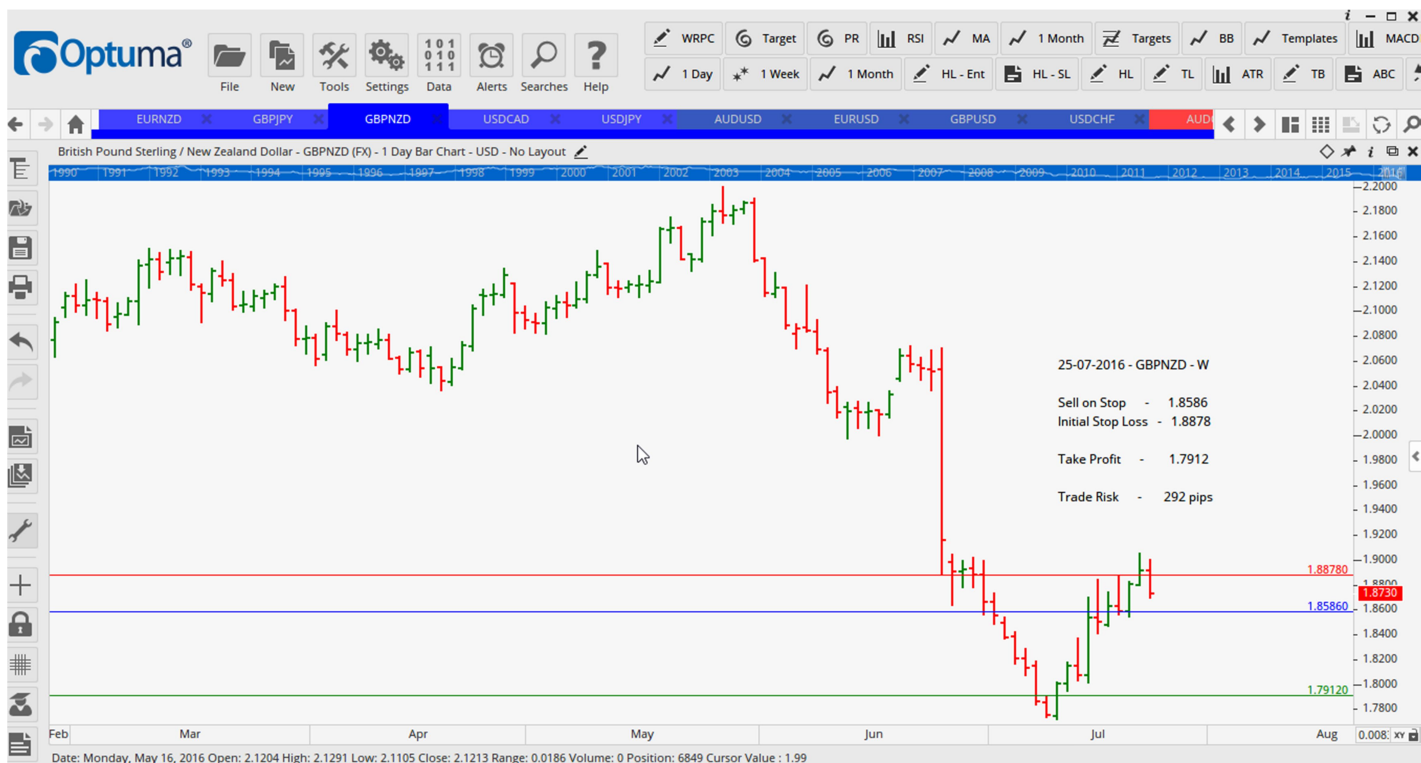 i
Optuma®
File
New
Tools
Settings
101
010
111
Data
Alerts
Searches
Help
WRPC
Target
PR
RSI
MA
1 Month
Targets
BB
Templates
MACD
1 Day
1 Week
1 Month
HL - Ent
HL - SL
HL
TL
ATR
TB
ABC
EURNZD
GBPJPY
GBPNZD
USDCAD
USDJPY
AUDUSD
EURUSD
GBPUSD
USDCHF
British Pound Sterling / New Zealand Dollar - GBPNZD (FX) - 1 Day Bar Chart - USD - No Layout
i
1990 1991 1992 1993 1994 1995 1996 1997 1998 1999 2000 2001 2002 2003 2004 2005 2006 2007 2008 2009 2010 2011 2012 2013 2014 2015 2016
2.2000
2.1800
2.1600
2.1400
2.1200
2.1000
2.0800
2.0600
2.0400
2.0200
2.0000
1.9800
1.9600
1.9400
1.9200
1.9000
1.8800
1.8730
1.8600
1.8400
1.8200
1.8000
1.7800
25-07-2016 - GBPNZD - W
Sell on Stop - 1.8586
Initial Stop Loss - 1.8878
Take Profit - 1.7912
Trade Risk - 292 pips
1.88780
1.85860
1.79120
Feb Mar Apr May Jun Jul Aug
XY
Date: Monday, May 16, 2016 Open: 2.1204 High: 2.1291 Low: 2.1105 Close: 2.1213 Range: 0.0186 Volume: 0 Position: 6849 Cursor Value : 1.99